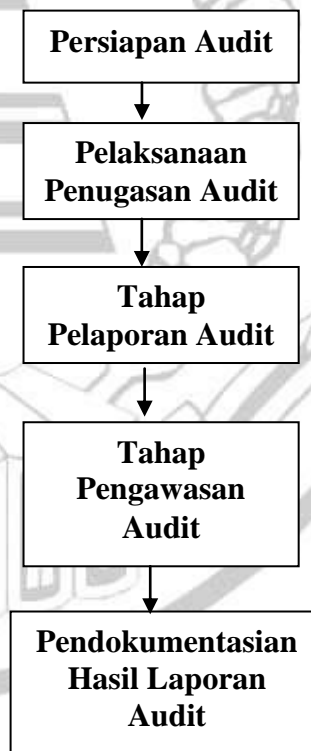 Persiapan Audit
Pelaksanaan
Penugasan Audit
Tahap
Pelaporan Audit
Tahap
Pengawasan
Audit
Pendokumentasian
Hasil Laporan
Audit